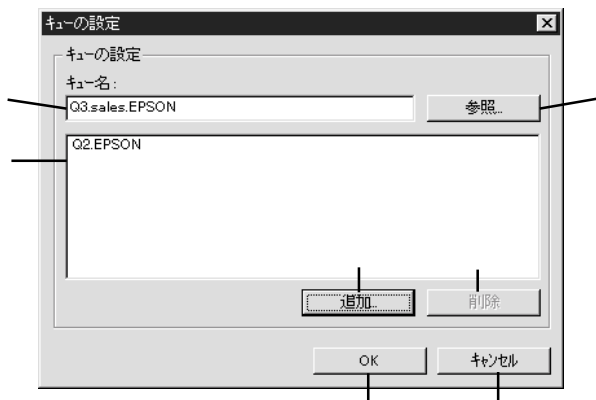 ｷｭｰの設定
ｷｭｰの設定
ｷｭｰ名:
Q3.sales.EPSON
参照...
Q2.EPSON
追加...
削除
OK
ｷｬﾝｾﾙ